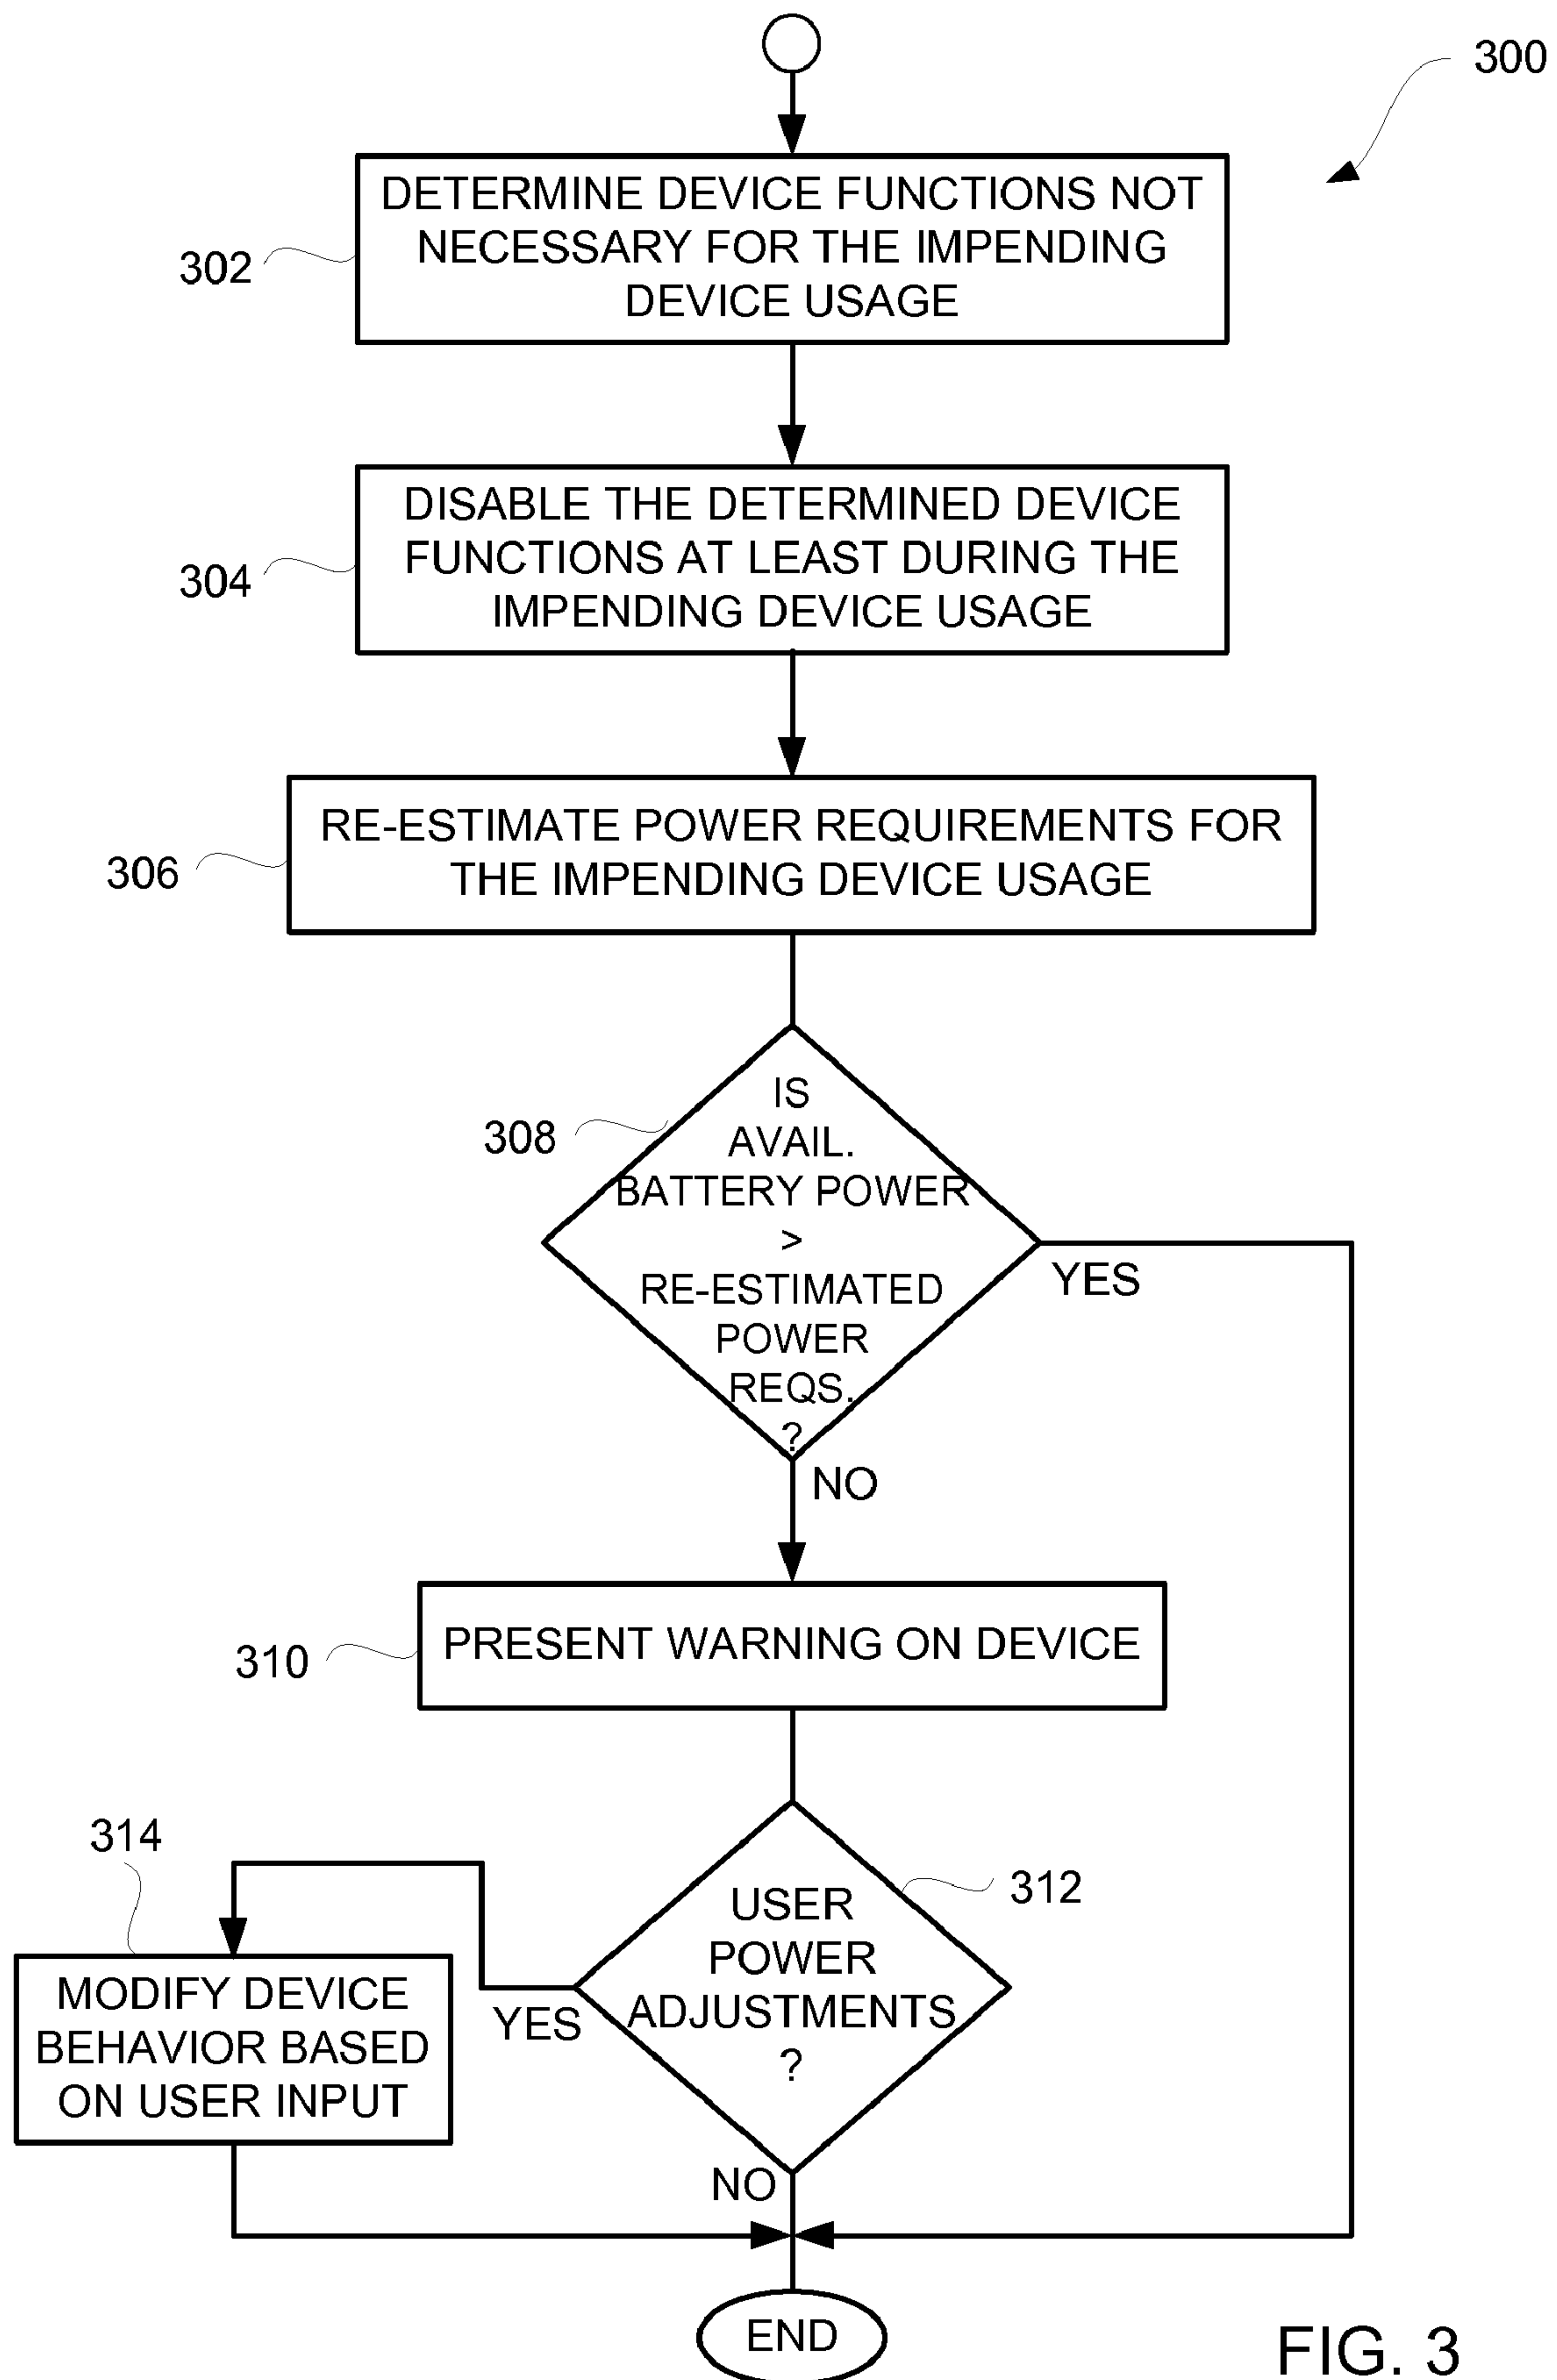 300
DETERMINE DEVICE FUNCTIONS NOT
NECESSARY FOR THE IMPENDING
DEVICE USAGE
302
DISABLE THE DETERMINED DEVICE
FUNCTIONS AT LEAST DURING THE
IMPENDING DEVICE USAGE
304
RE-ESTIMATE POWER REQUIREMENTS FOR
THE IMPENDING DEVICE USAGE
306
IS
AVAIL.
BATTERY POWER
>
RE-ESTIMATED
POWER
REQS.
?
308
YES
NO
PRESENT WARNING ON DEVICE
310
314
312
USER
POWER
ADJUSTMENTS
?
YES
MODIFY DEVICE
BEHAVIOR BASED
ON USER INPUT
NO
END
FIG. 3